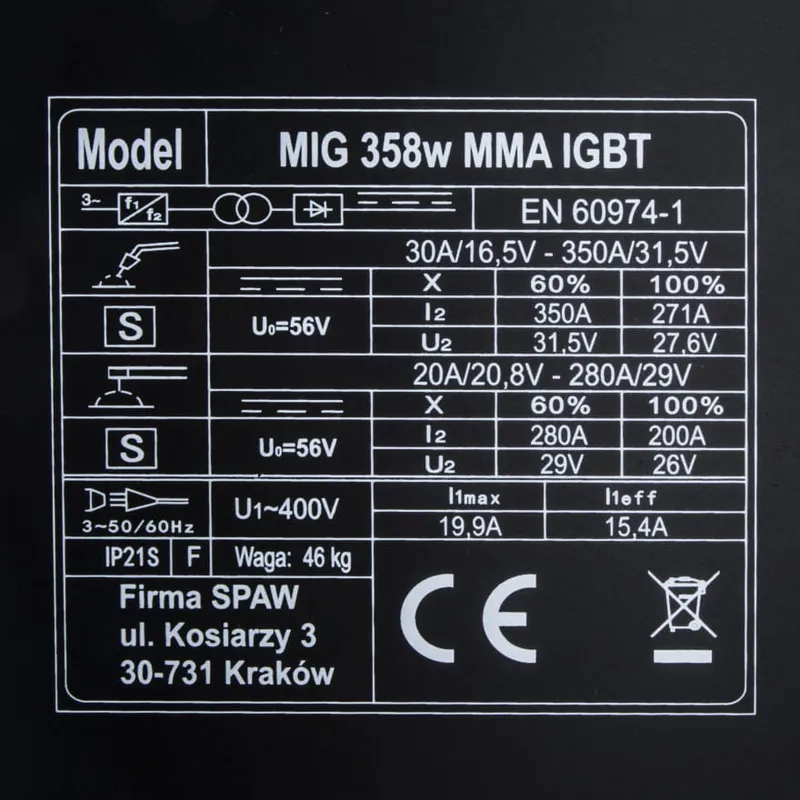 Model MIG 358w MMA IGBT
3~ f1/f2 EN 60974-1
30A/16,5V - 350A/31,5V
X 60% 100%
S U₀=56V I2 350A 271A
U2 31,5V 27,6V
20A/20,8V - 280A/29V
X 60% 100%
S U₀=56V I2 280A 200A
U2 29V 26V
U1~400V I1max I1eff
3~50/60Hz 19,9A 15,4A
IP21S F Waga: 46 kg
Firma SPAW
ul. Kosiarzy 3
30-731 Kraków
CE